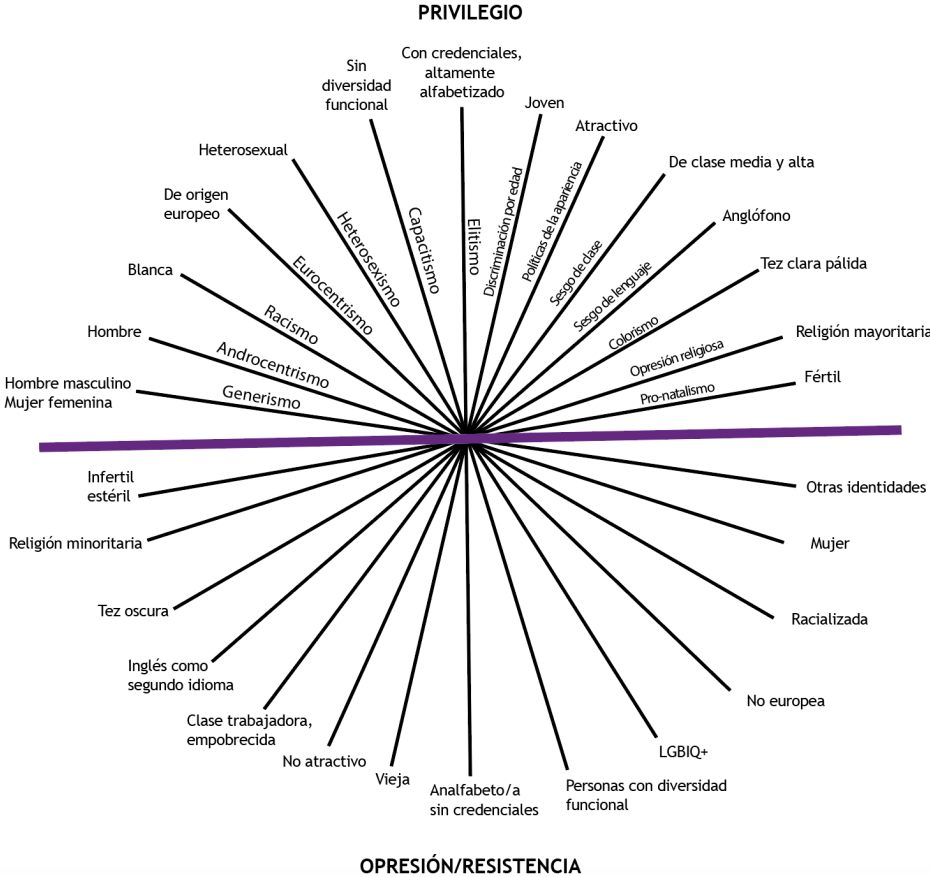 PRIVILEGIO
Con credenciales,
altamente
alfabetizado
Sin
diversidad
funcional
Joven
Atractivo
Heterosexual
De clase media y alta
De origen
europeo
Anglófono
Blanca
Tez clara pálida
Hombre
Religión mayoritaria
Hombre masculino
Mujer femenina
Fértil
Generismo
Androcentrismo
Racismo
Eurocentrismo
Heterosexismo
Capacitismo
Elitismo
Discriminación por edad
Políticas de la apariencia
Sesgo de clase
Sesgo de lenguaje
Colorismo
Opresión religiosa
Pro-natalismo
Infertil
estéril
Otras identidades
Religión minoritaria
Mujer
Tez oscura
Racializada
Inglés como
segundo idioma
No europea
Clase trabajadora,
empobrecida
No atractivo
LGBIQ+
Vieja
Analfabeto/a
sin credenciales
Personas con diversidad
funcional
OPRESIÓN/RESISTENCIA